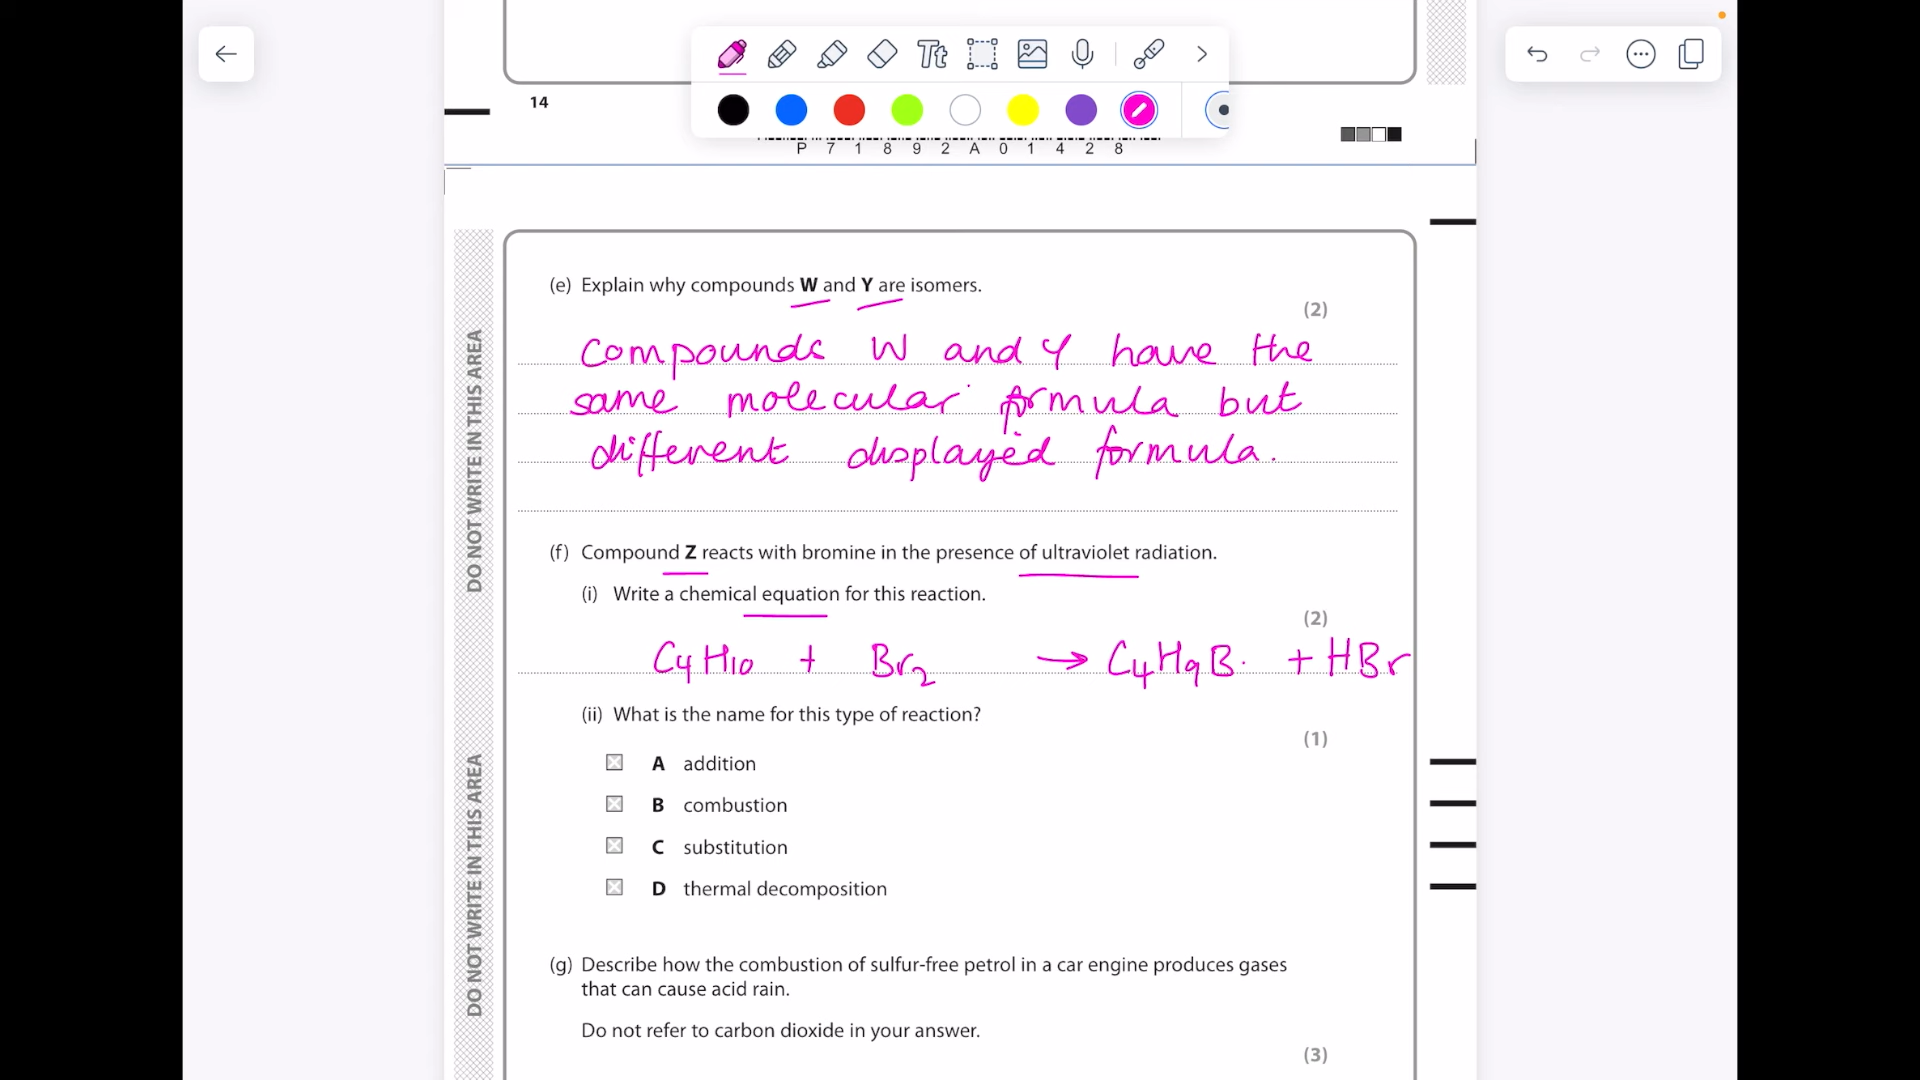 Tt
14
P 7 1 8 9 2 A 0 1 4 2 8
DO NOT WRITE IN THIS AREA
DO NOT WRITE IN THIS AREA
(e) Explain why compounds W and Y are isomers.
(2)
Compounds W and Y have the
same molecular formula but
different displayed formula.
(f) Compound Z reacts with bromine in the presence of ultraviolet radiation.
(i) Write a chemical equation for this reaction.
(2)
C4H10 + Br2 → C4H9B. + HBr
(ii) What is the name for this type of reaction?
(1)
A addition
B combustion
C substitution
D thermal decomposition
(g) Describe how the combustion of sulfur-free petrol in a car engine produces gases
that can cause acid rain.
Do not refer to carbon dioxide in your answer.
(3)